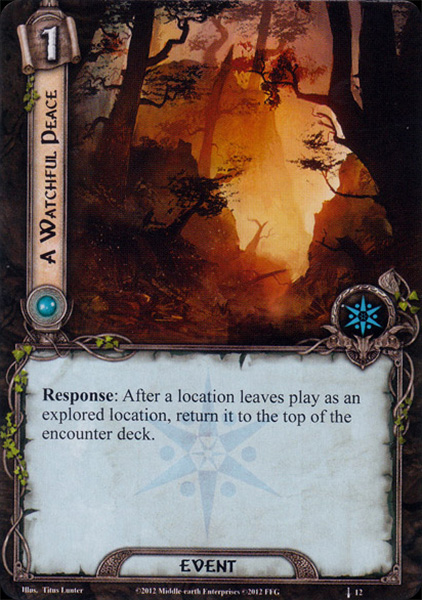 1
A Watchful Peace
Response: After a location leaves play as an
explored location, return it to the top of the
encounter deck.
EVENT
Illus. Titus Lunter
©2012 Middle-earth Enterprises ©2012 FFG
12